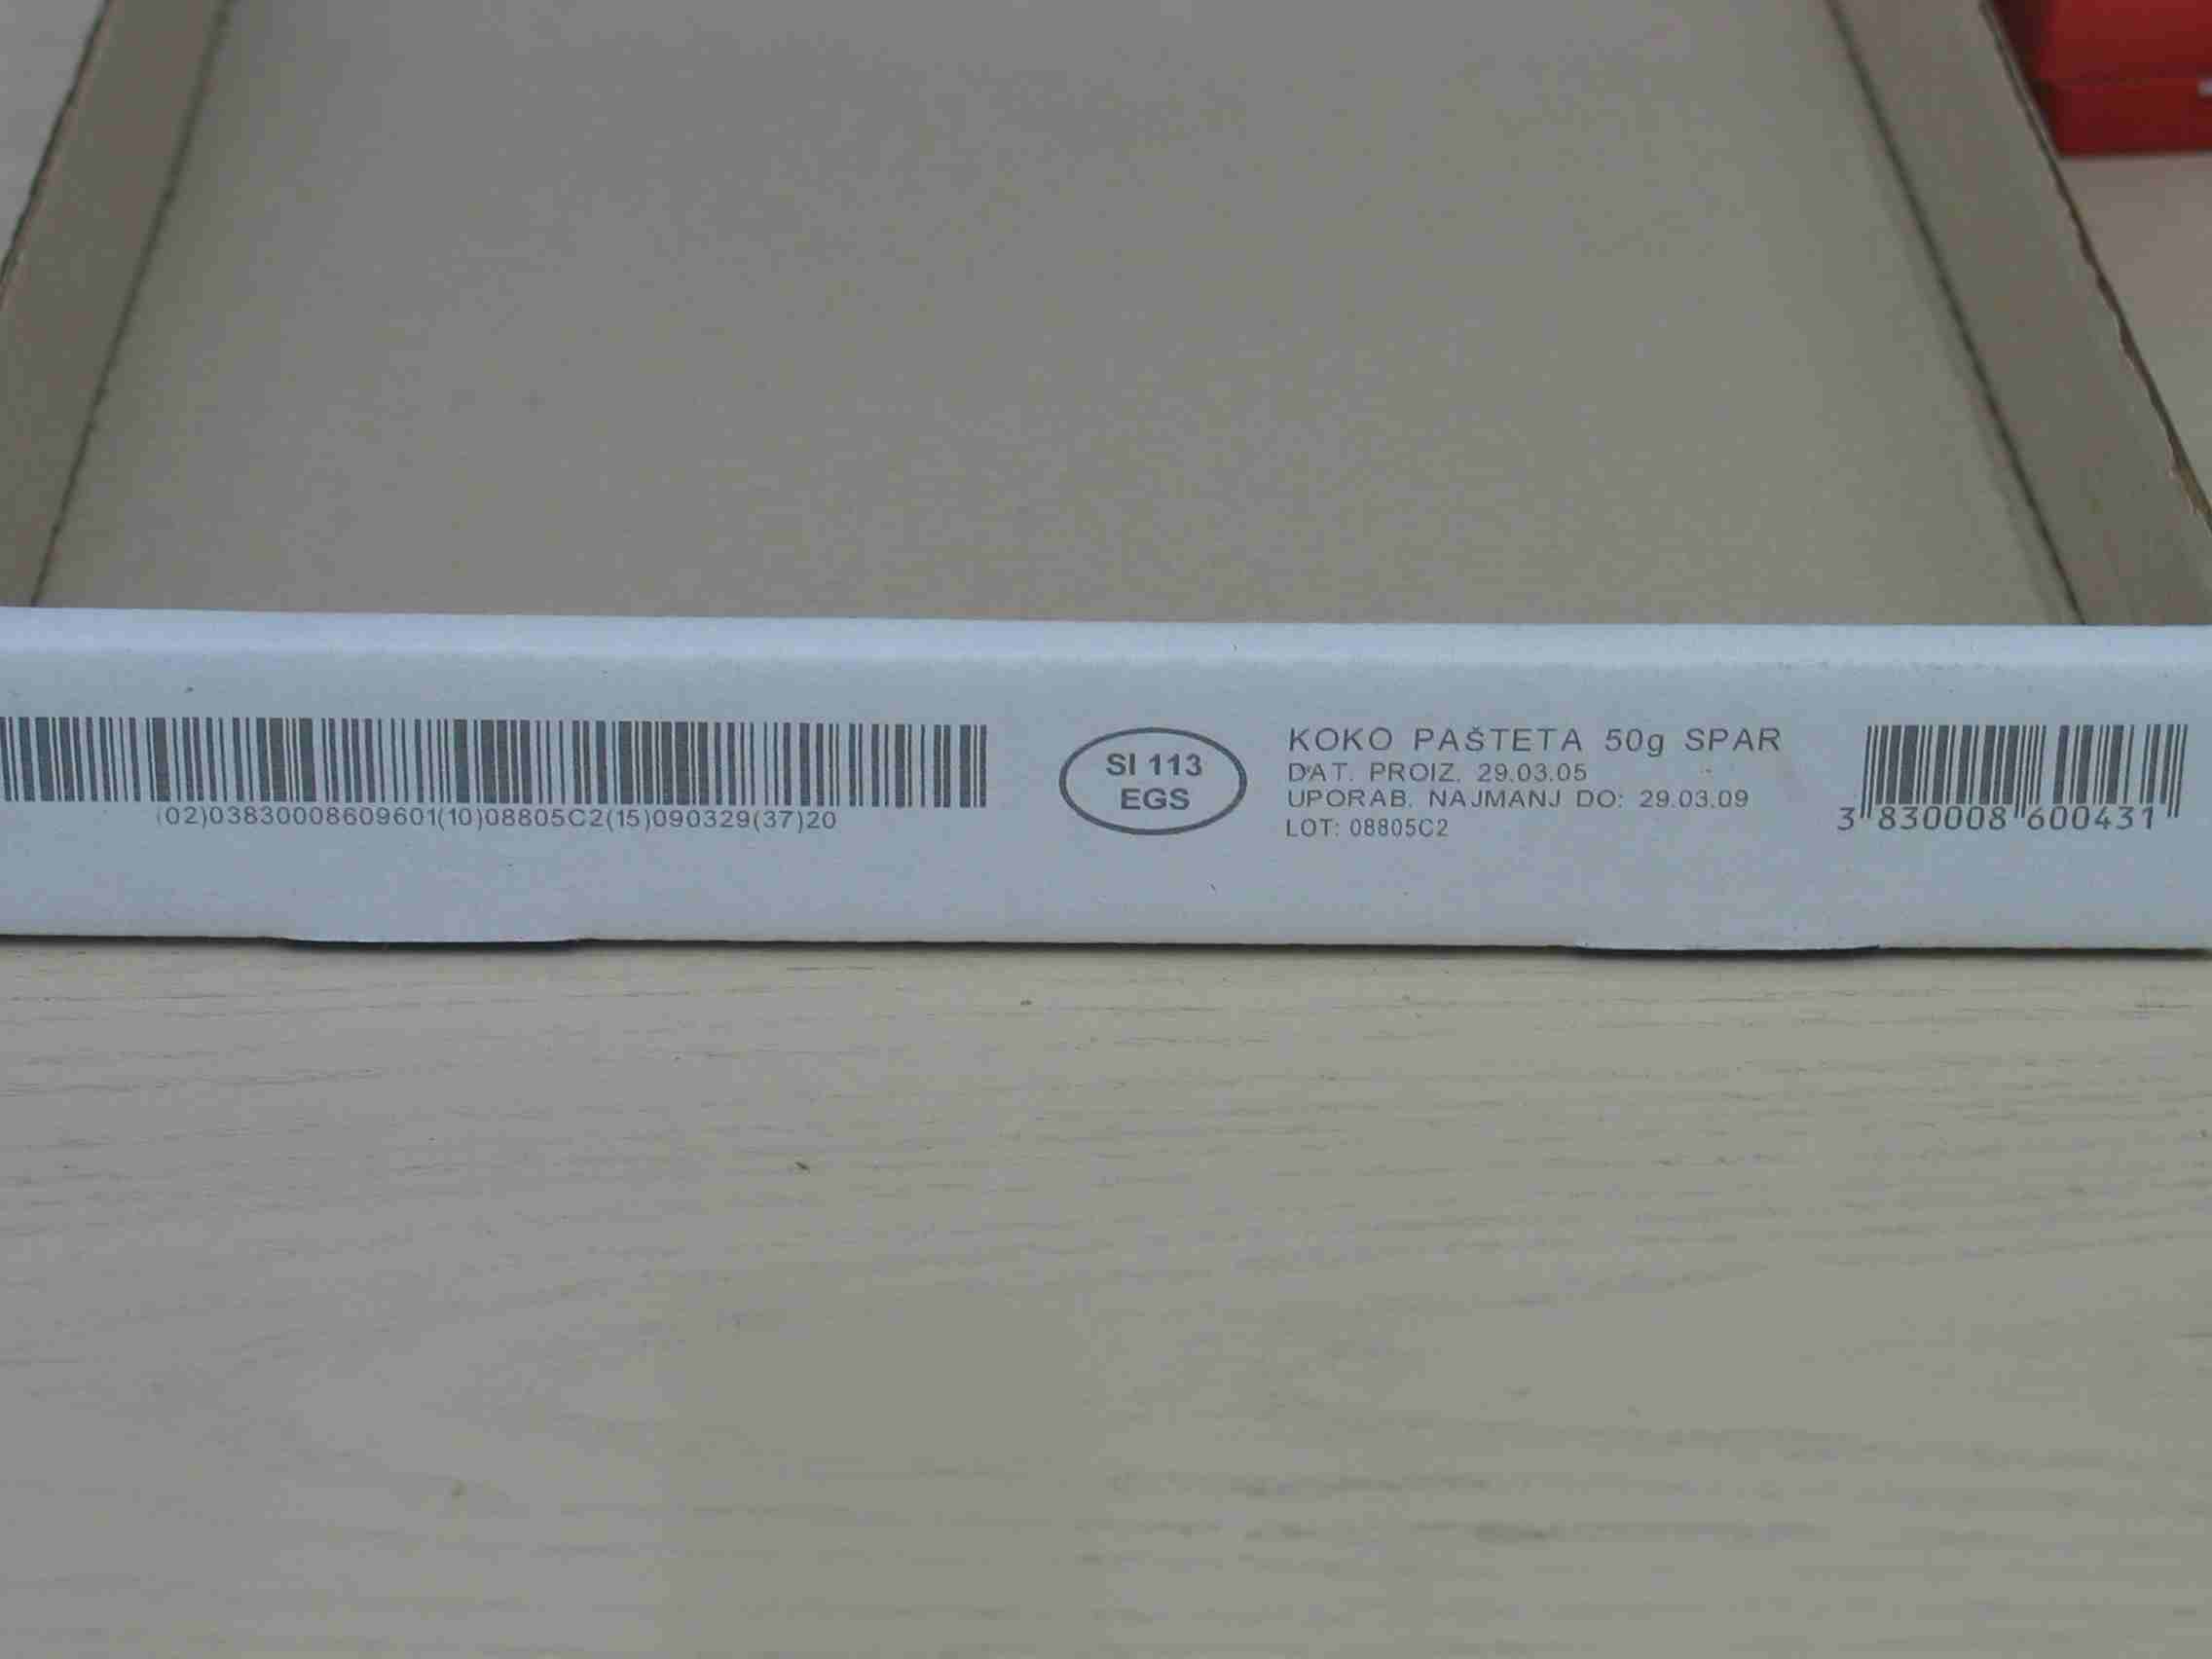 (02)03830008609601(10)08805C2(15)090329(37)20
SI 113
EGS
KOKO PAŠTETA 50g SPAR
DAT. PROIZ. 29.03.05
UPORAB. NAJMANJ DO: 29.03.09
LOT: 08805C2
3 830008 600431